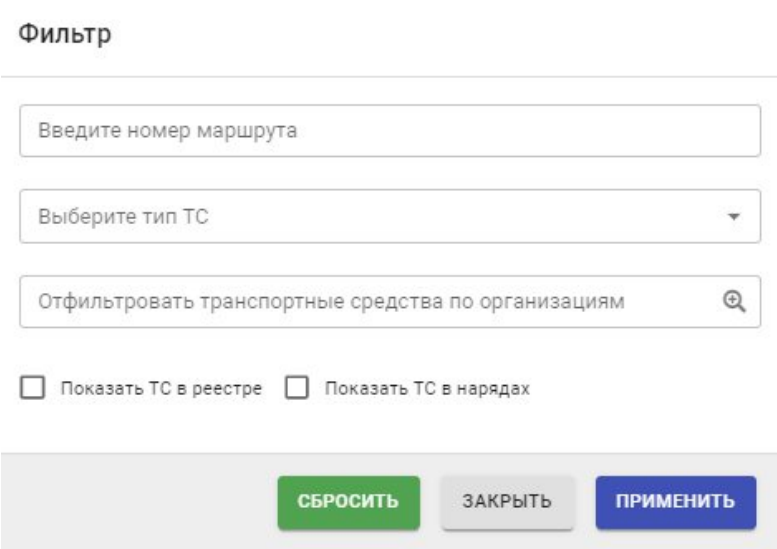 Фильтр
Введите номер маршрута
Выберите тип ТС
Отфильтровать транспортные средства по организациям
Показать ТС в реестре Показать ТС в нарядах
СБРОСИТЬ ЗАКРЫТЬ ПРИМЕНИТЬ